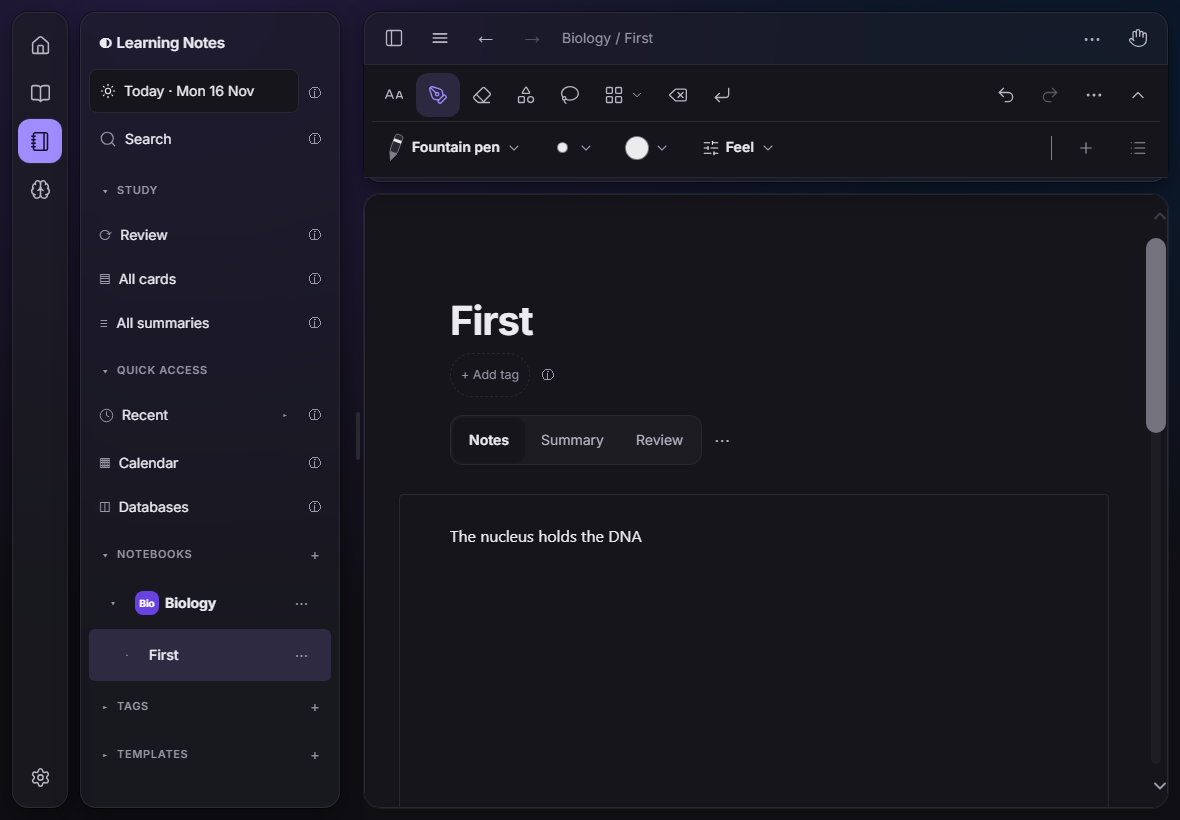 Learning Notes
Today · Mon 16 Nov
Search
STUDY
Review
All cards
All summaries
QUICK ACCESS
Recent
Calendar
Databases
NOTEBOOKS
Bio Biology
First
TAGS
TEMPLATES
Biology / First
AA
Fountain pen
Feel
First
+ Add tag
Notes Summary Review
The nucleus holds the DNA